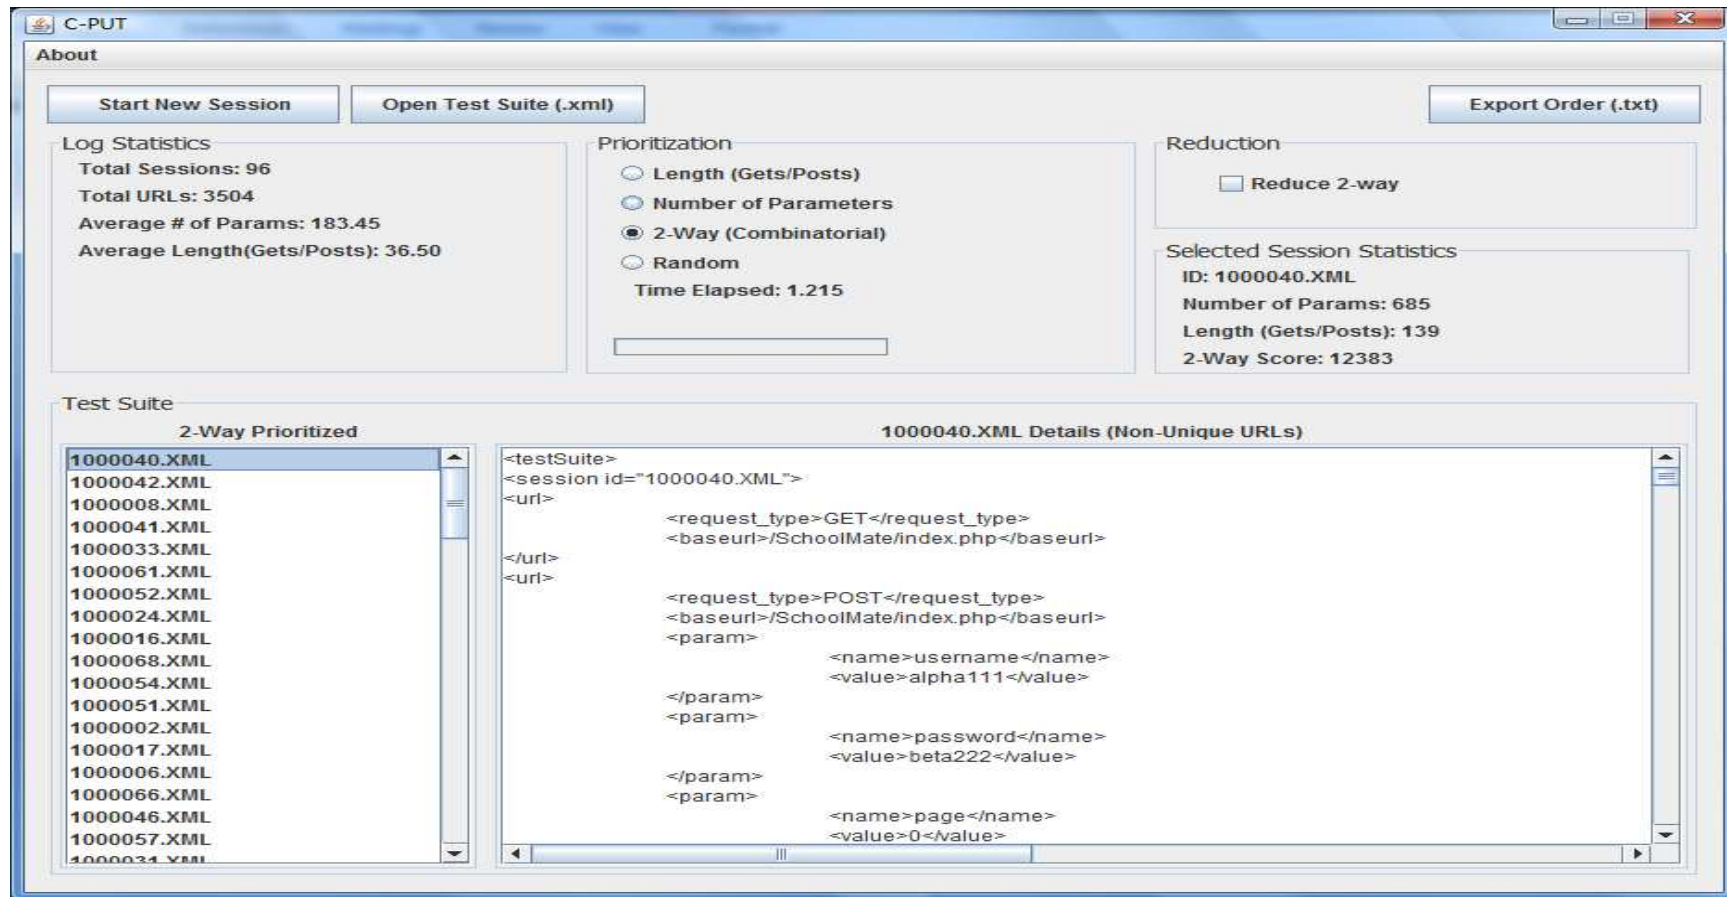 C-PUT
About
Start New Session
Open Test Suite (.xml)
Export Order (.txt)
Log Statistics
Total Sessions: 96
Total URLs: 3504
Average # of Params: 183.45
Average Length(Gets/Posts): 36.50
Prioritization
Length (Gets/Posts)
Number of Parameters
2-Way (Combinatorial)
Random
Time Elapsed: 1.215
Reduction
Reduce 2-way
Selected Session Statistics
ID: 1000040.XML
Number of Params: 685
Length (Gets/Posts): 139
2-Way Score: 12383
Test Suite
2-Way Prioritized
1000040.XML
1000042.XML
1000008.XML
1000041.XML
1000033.XML
1000061.XML
1000052.XML
1000024.XML
1000016.XML
1000068.XML
1000054.XML
1000051.XML
1000002.XML
1000017.XML
1000006.XML
1000066.XML
1000046.XML
1000057.XML
1000031.XML
1000040.XML Details (Non-Unique URLs)
<testSuite>
<session id="1000040.XML">
<url>
<request_type>GET</request_type>
<baseurl>/SchoolMate/index.php</baseurl>
</url>
<url>
<request_type>POST</request_type>
<baseurl>/SchoolMate/index.php</baseurl>
<param>
<name>username</name>
<value>alpha111</value>
</param>
<param>
<name>password</name>
<value>beta222</value>
</param>
<param>
<name>page</name>
<value>0</value>